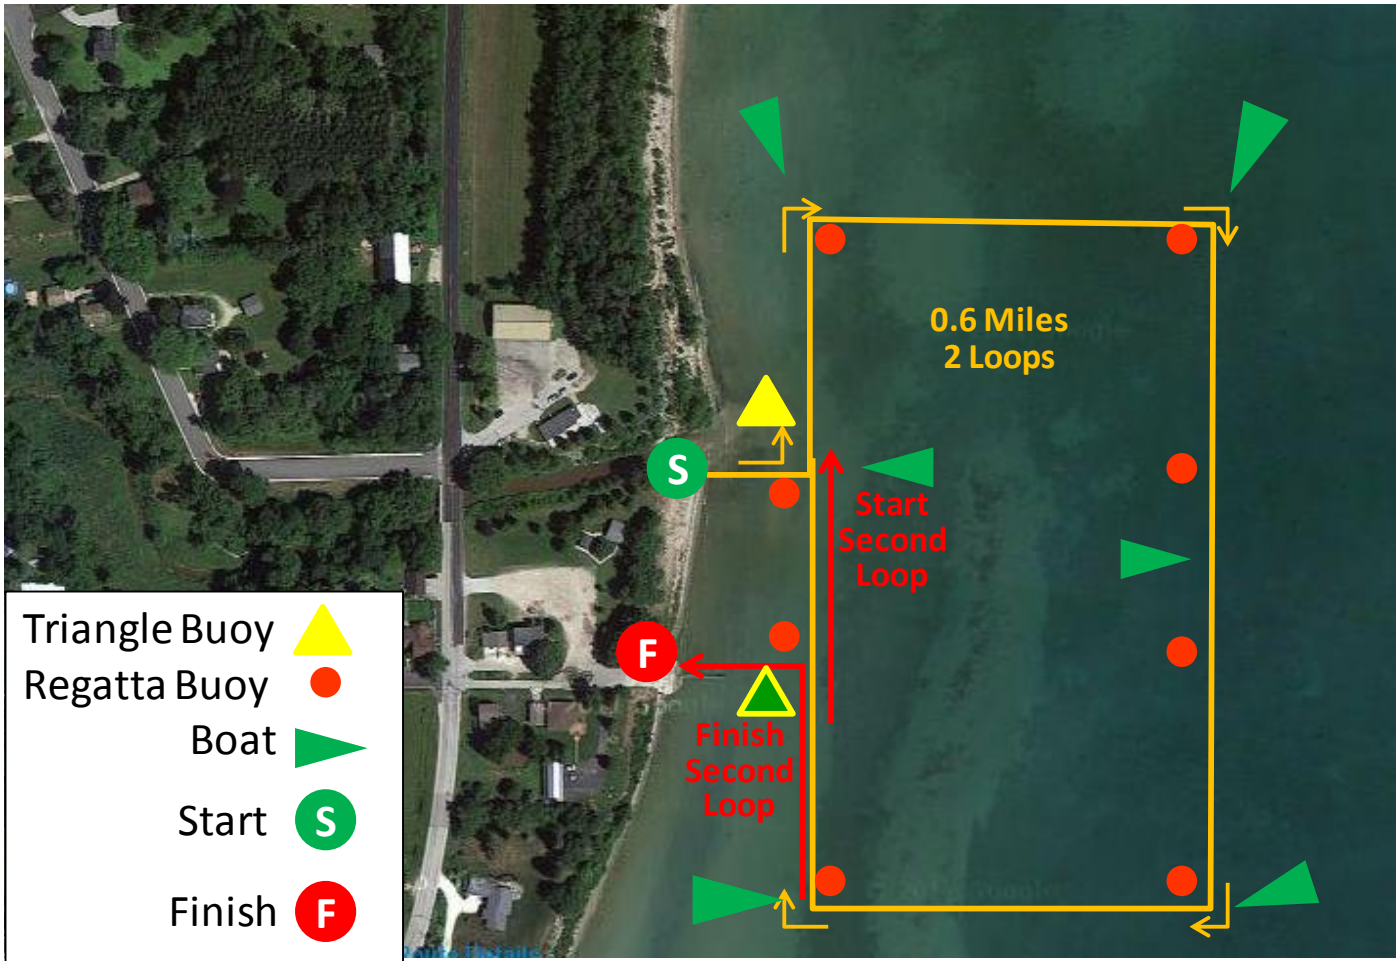 0.6 Miles
2 Loops
S
Start
Second
Loop
F
Finish
Second
Loop
Triangle Buoy
Regatta Buoy
Boat
Start
S
Finish
F